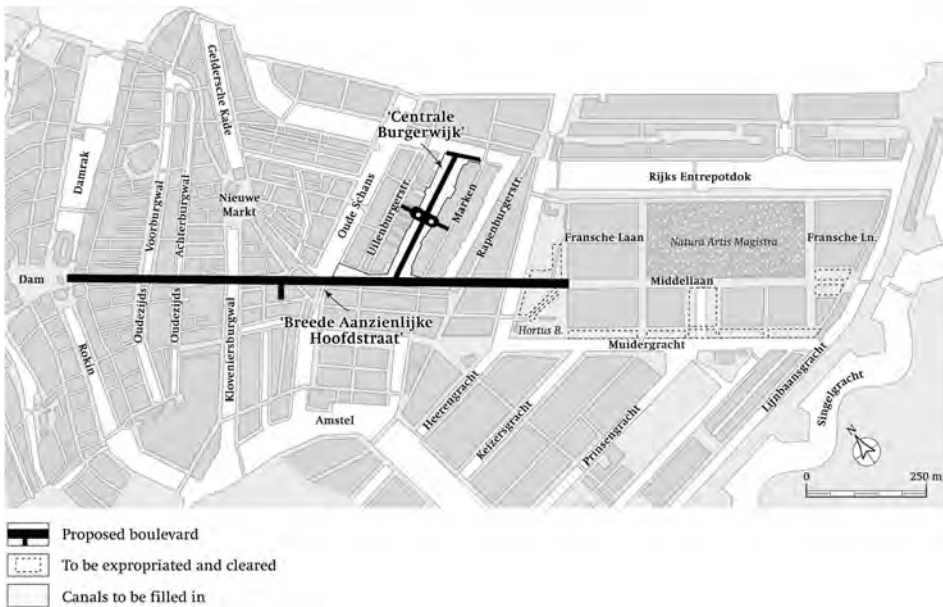 Geldersche Kade
'Centrale
Burgerwijk'
Damrak
Voorburgwal
Achterburgwal
Nieuwe
Markt
Oude Schans
Uilenburgerstr.
Marken
Rapenburgerstr.
Rijks Entrepotdok
Fransche Laan
Natura Artis Magistra
Fransche Ln.
Dam
Middellaan
Oudezijds
Oudezijds
Kloveniersburgwal
'Breede Aanzienlijke
Hoofdstraat'
Hortus B.
Muidergracht
Rokin
Amstel
Heerengracht
Keizersgracht
Prinsengracht
Lijnbaansgracht
Singelgracht
N
0 250 m
Proposed boulevard
To be expropriated and cleared
Canals to be filled in